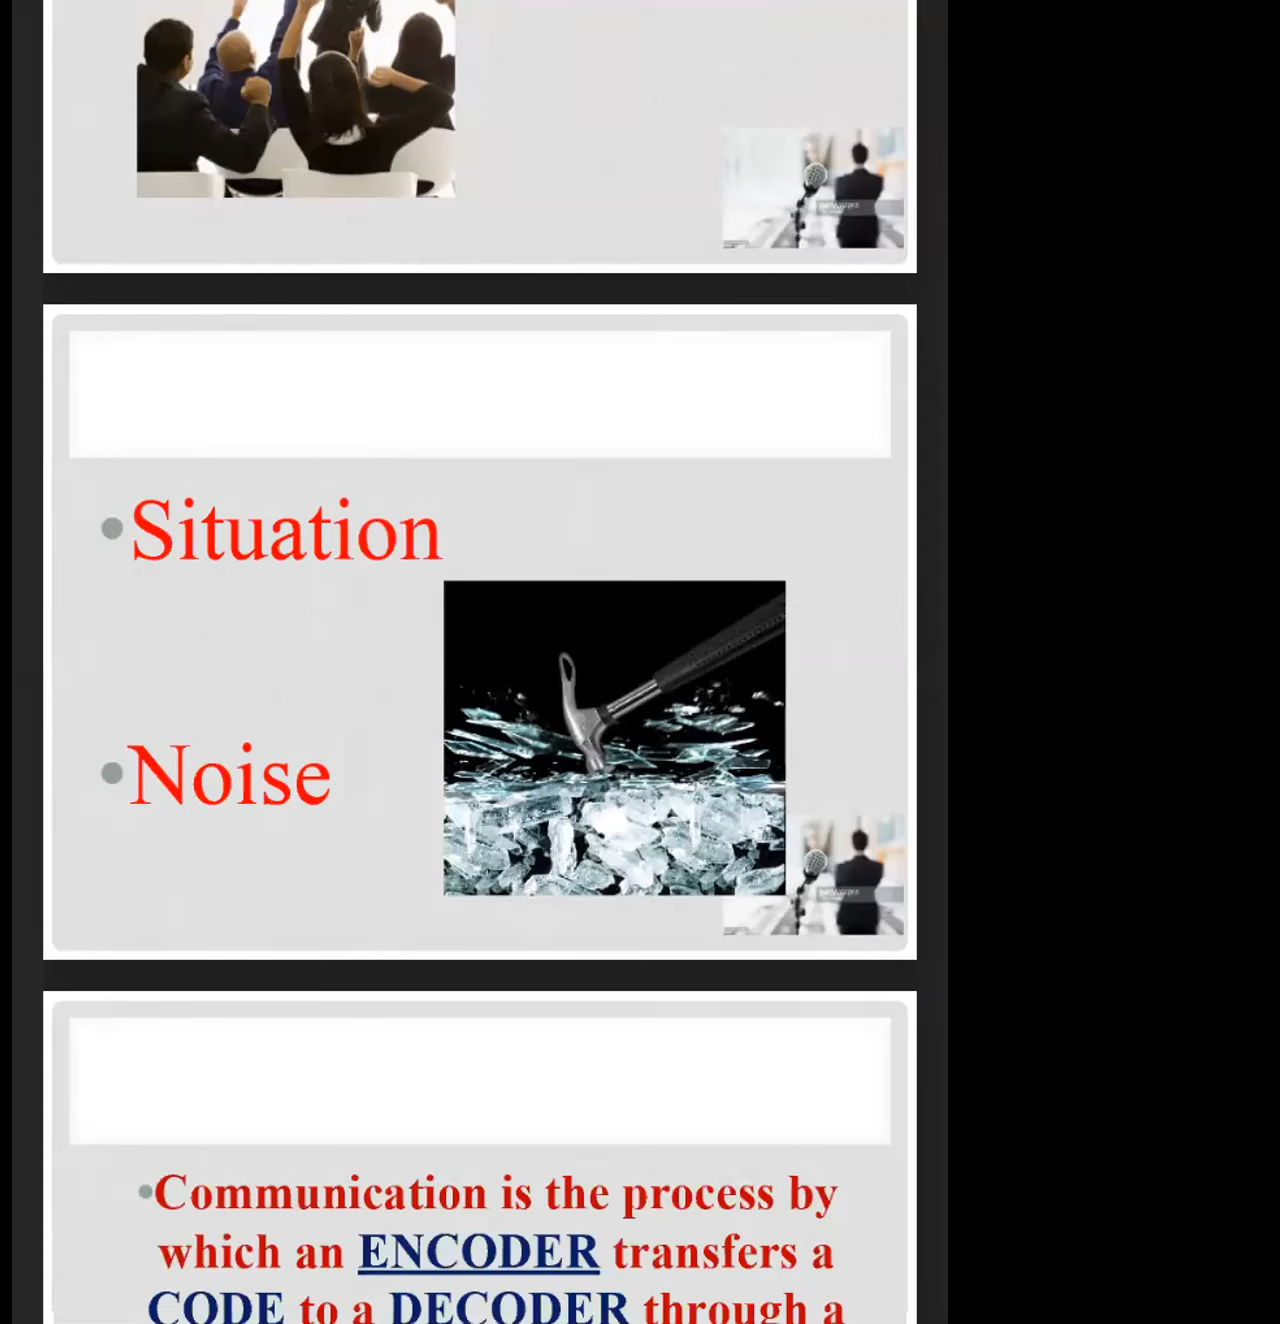 Situation
Noise
Communication is the process by
which an ENCODER transfers a
CODE to a DECODER through a